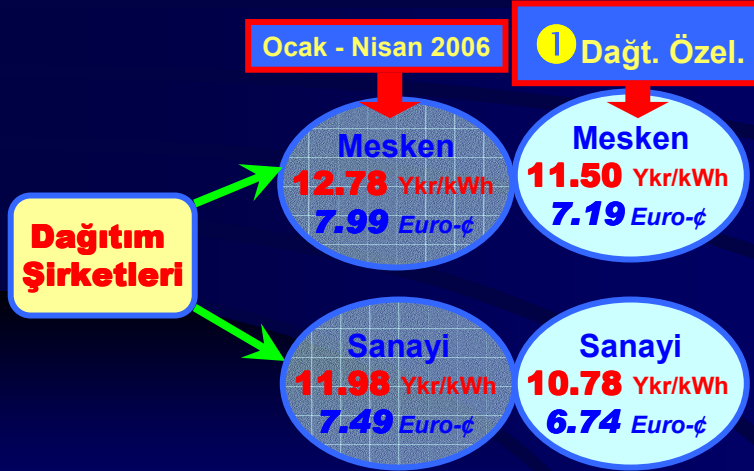 Ocak - Nisan 2006
1 Dağt. Özel.
Dağıtım
Şirketleri
Mesken
12.78 Ykr/kWh
7.99 Euro-¢
Mesken
11.50 Ykr/kWh
7.19 Euro-¢
Sanayi
11.98 Ykr/kWh
7.49 Euro-¢
Sanayi
10.78 Ykr/kWh
6.74 Euro-¢